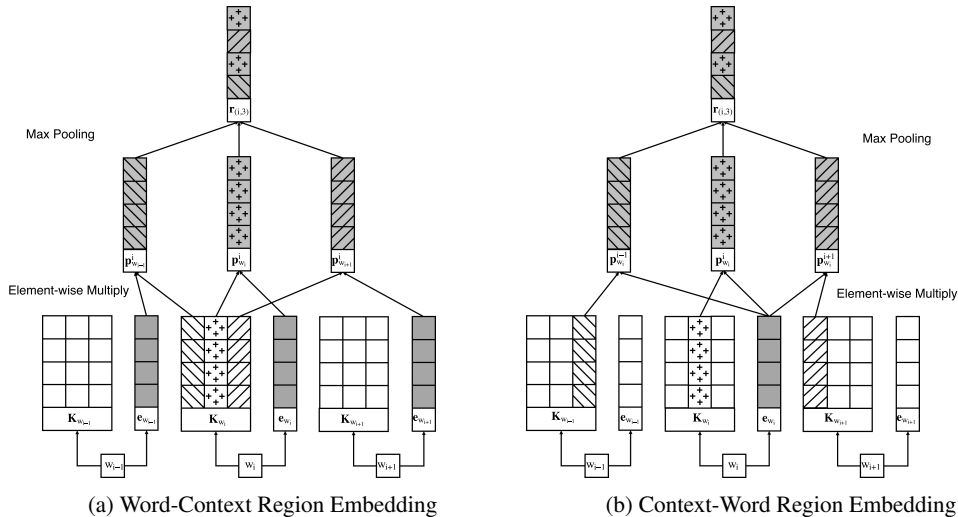 r(i,3)
r(i,3)
Max Pooling
Max Pooling
p^i_{w_{i−1}} p^i_{w_i} p^i_{w_{i+1}}
p^{i−1}_{w_i} p^i_{w_i} p^{i+1}_{w_i}
Element-wise Multiply
Element-wise Multiply
K_{w_{i−1}} e_{w_{i−1}} K_{w_i} e_{w_i} K_{w_{i+1}} e_{w_{i+1}}
K_{w_{i−1}} e_{w_{i−1}} K_{w_i} e_{w_i} K_{w_{i+1}} e_{w_{i+1}}
w_{i−1} w_i w_{i+1}
w_{i−1} w_i w_{i+1}
(a) Word-Context Region Embedding
(b) Context-Word Region Embedding